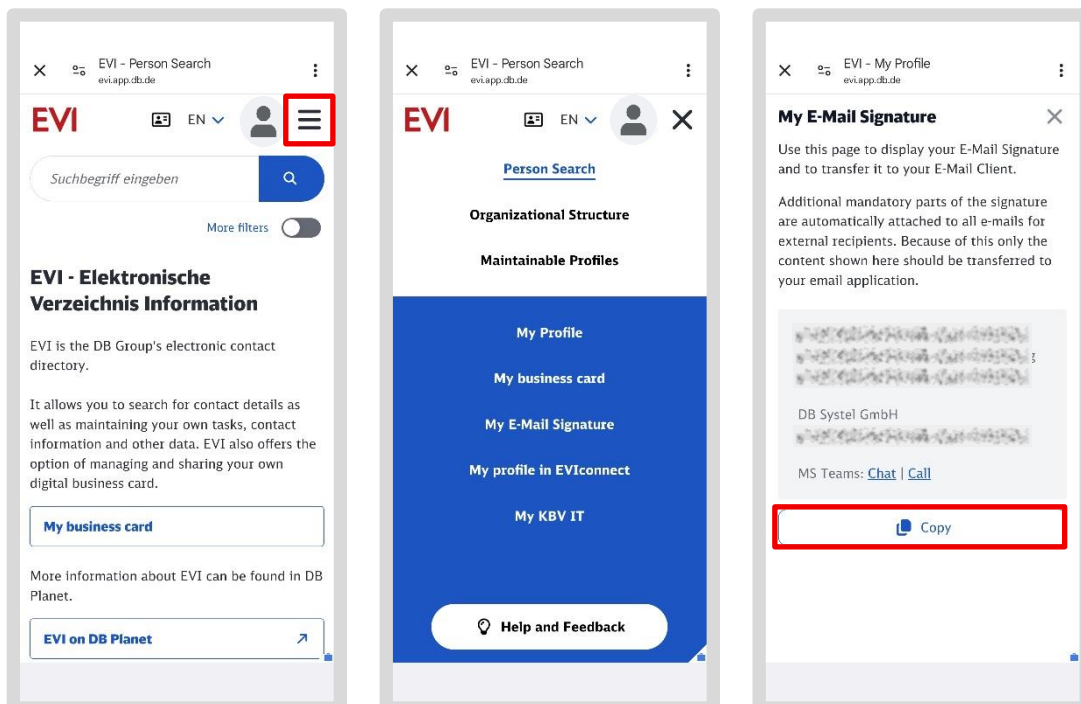 EVI - Person Search
evi.app.db.de
EVI
EN
Suchbegriff eingeben
More filters
EVI - Elektronische
Verzeichnis Information
EVI is the DB Group's electronic contact
directory.
It allows you to search for contact details as
well as maintaining your own tasks, contact
information and other data. EVI also offers the
option of managing and sharing your own
digital business card.
My business card
More information about EVI can be found in DB
Planet.
EVI on DB Planet
EVI - Person Search
evi.app.db.de
EVI
EN
Person Search
Organizational Structure
Maintainable Profiles
My Profile
My business card
My E-Mail Signature
My profile in EVIconnect
My KBV IT
Help and Feedback
EVI - My Profile
evi.app.db.de
My E-Mail Signature
Use this page to display your E-Mail Signature
and to transfer it to your E-Mail Client.
Additional mandatory parts of the signature
are automatically attached to all e-mails for
external recipients. Because of this only the
content shown here should be transferred to
your email application.
DB Systel GmbH
MS Teams: Chat | Call
Copy